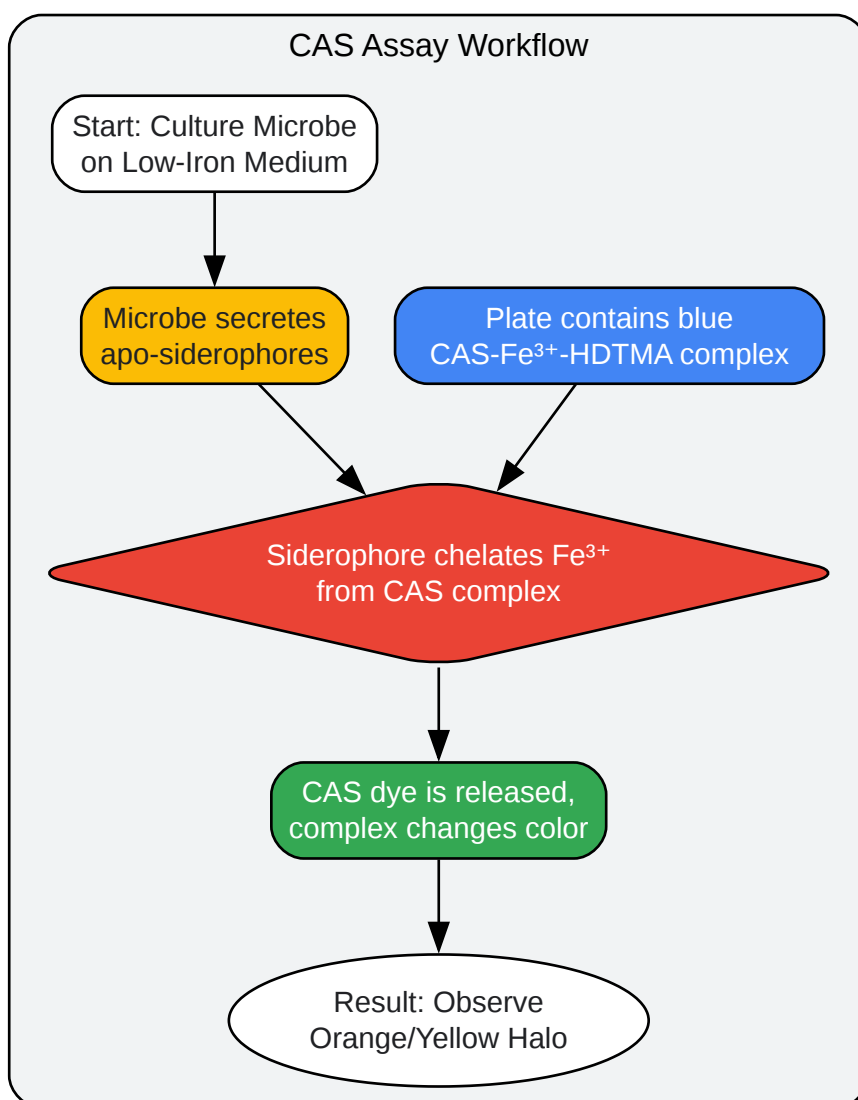 CAS Assay Workflow
Start: Culture Microbe
on Low-Iron Medium
Microbe secretes
apo-siderophores
Plate contains blue
CAS-Fe³⁺-HDTMA complex
Siderophore chelates Fe³⁺
from CAS complex
CAS dye is released,
complex changes color
Result: Observe
Orange/Yellow Halo